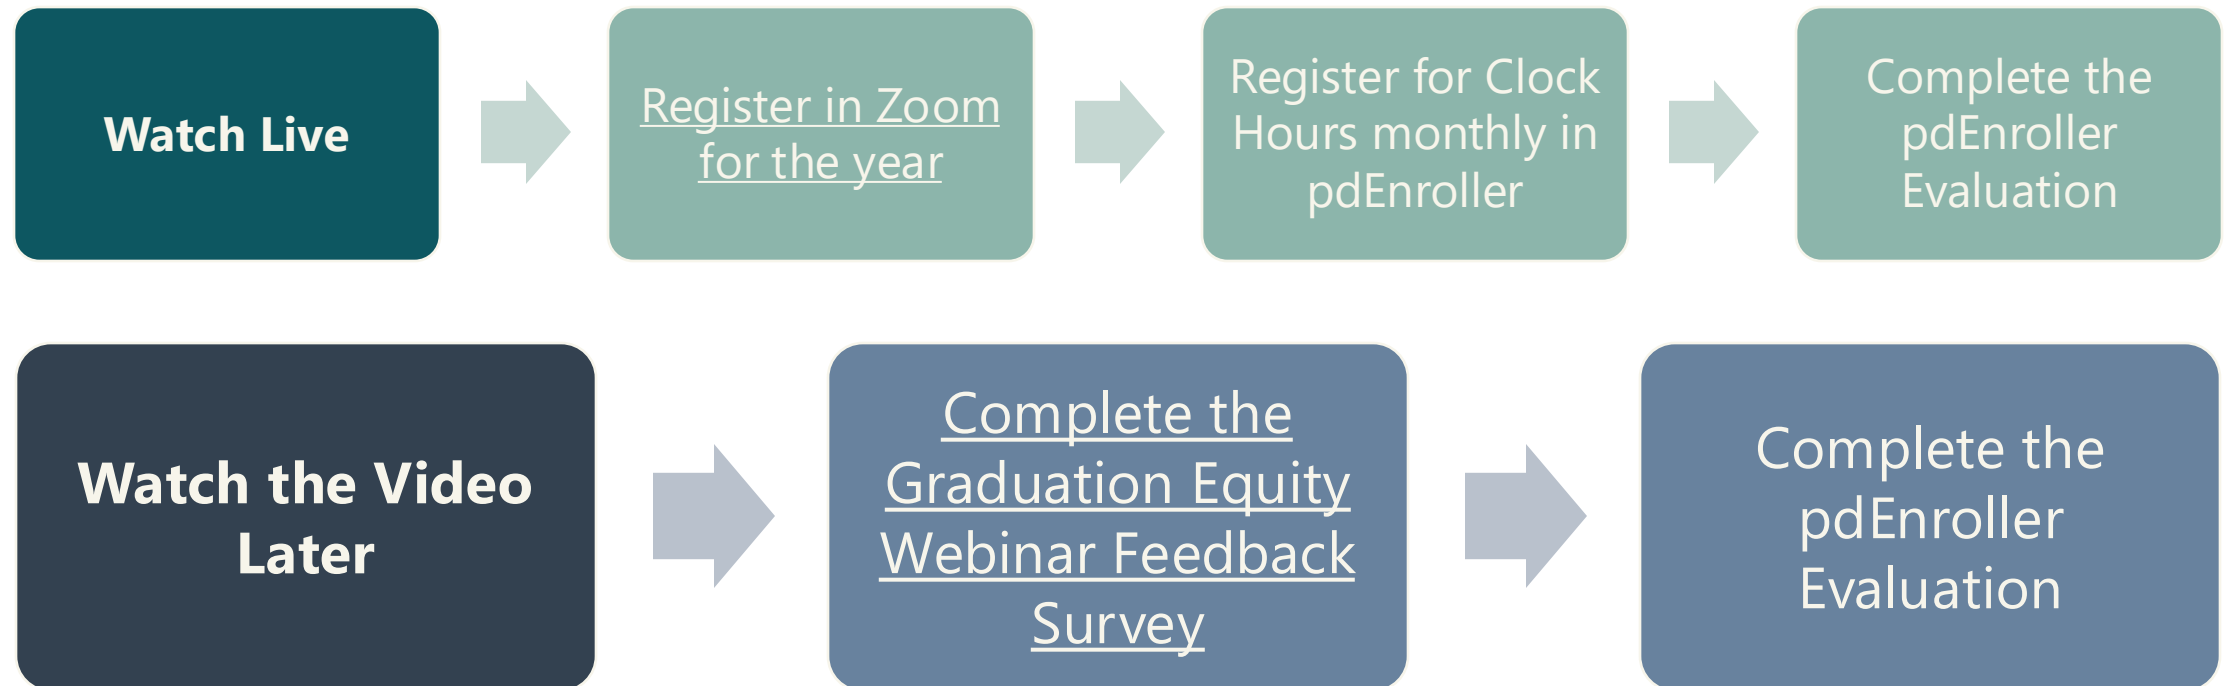 Watch Live
Register in Zoom
for the year
Register for Clock
Hours monthly in
pdEnroller
Complete the
pdEnroller
Evaluation
Watch the Video
Later
Complete the
Graduation Equity
Webinar Feedback
Survey
Complete the
pdEnroller
Evaluation